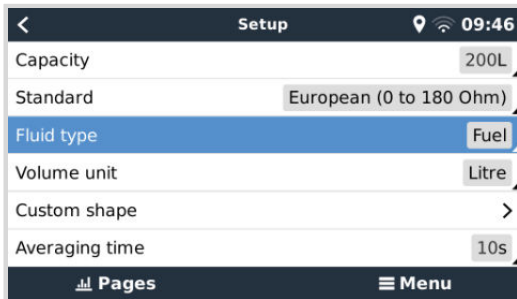 Setup 09:46
Capacity 200L
Standard European (0 to 180 Ohm)
Fluid type Fuel
Volume unit Litre
Custom shape
Averaging time 10s
Pages Menu